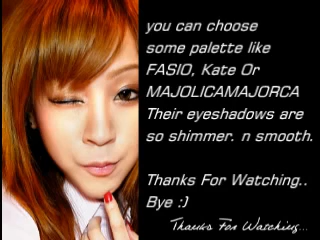 you can choose
some palette like
FASIO, Kate Or
MAJOLICAMAJORCA
Their eyeshadows are
so shimmer. n smooth.
Thanks For Watching..
Bye :)
Thanks For Watching...